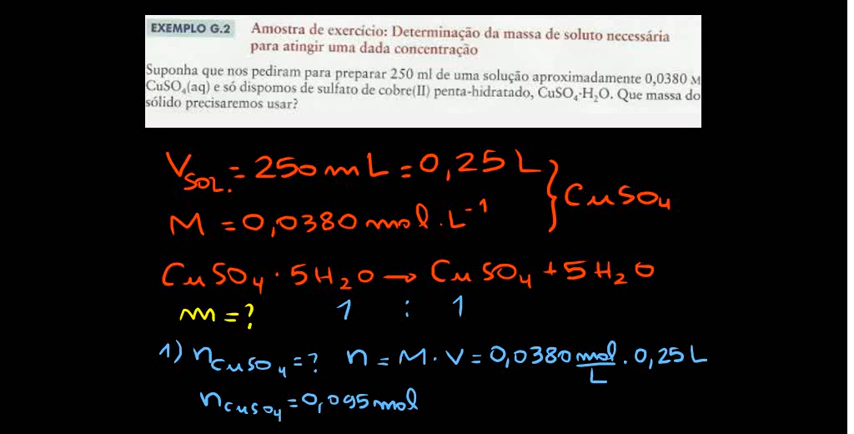 EXEMPLO G.2 Amostra de exercício: Determinação da massa de soluto necessária
para atingir uma dada concentração
Suponha que nos pediram para preparar 250 ml de uma solução aproximadamente 0,0380 M
CuSO₄(aq) e só dispomos de sulfato de cobre(II) penta-hidratado, CuSO₄·H₂O. Que massa do
sólido precisaremos usar?
V_SOL. = 250 mL = 0,25 L
M = 0,0380 mol . L⁻¹ } CuSO₄
CuSO₄ · 5H₂O → CuSO₄ + 5H₂O
m = ? 1 : 1
1) n_CuSO₄ = ? n = M . V = 0,0380 mol/L . 0,25 L
n_CuSO₄ = 0,095 mol